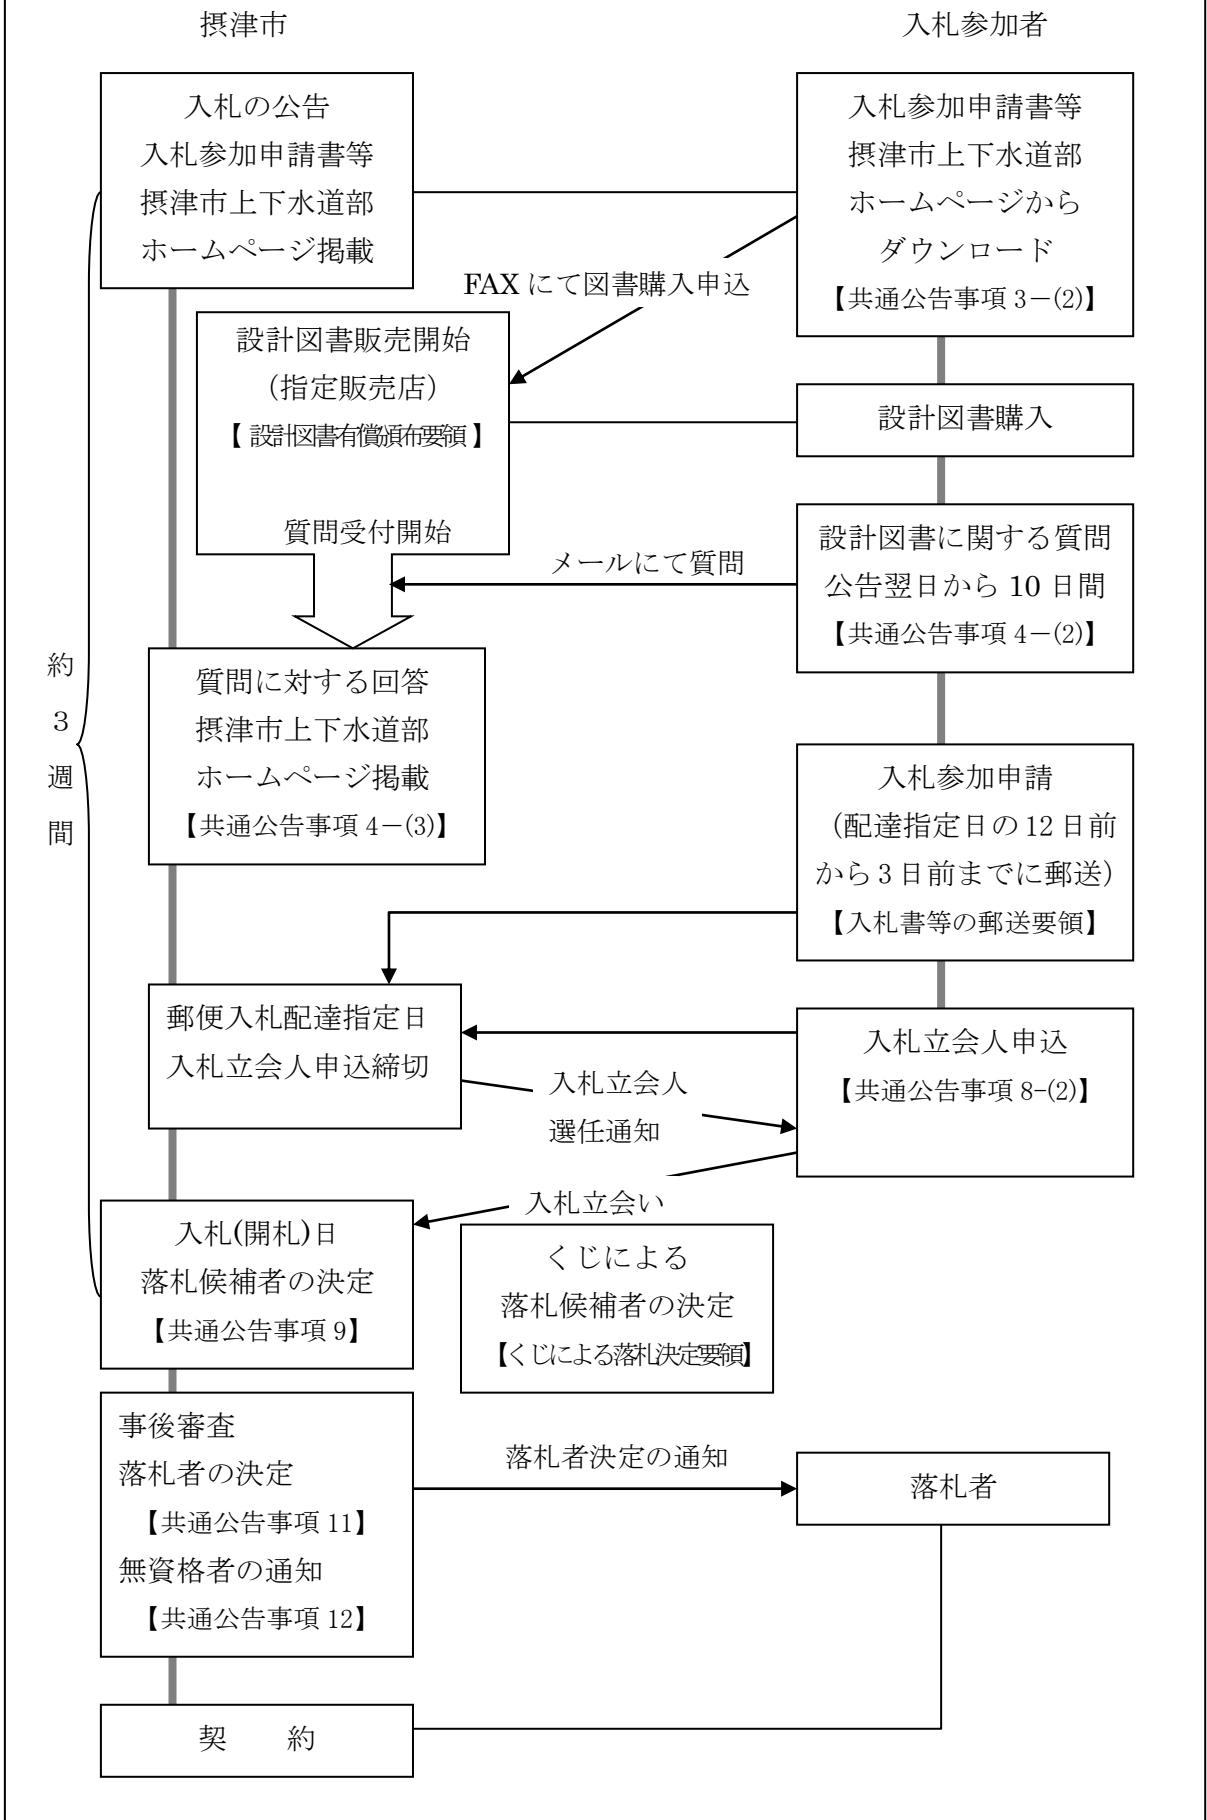 摂津市
入札参加者
入札の公告
入札参加申請書等
摂津市上下水道部
ホームページ掲載
入札参加申請書等
摂津市上下水道部
ホームページから
ダウンロード
【共通公告事項 3－(2)】
FAX にて図書購入申込
設計図書販売開始
（指定販売店）
【 設計図書有償頒布要領 】
質問受付開始
設計図書購入
設計図書に関する質問
公告翌日から 10 日間
【共通公告事項 4－(2)】
メールにて質問
約
３
週
間
質問に対する回答
摂津市上下水道部
ホームページ掲載
【共通公告事項 4－(3)】
入札参加申請
（配達指定日の 12 日前
から 3 日前までに郵送）
【入札書等の郵送要領】
郵便入札配達指定日
入札立会人申込締切
入札立会人申込
【共通公告事項 8-(2)】
入札立会人
選任通知
入札立会い
入札(開札)日
落札候補者の決定
【共通公告事項 9】
くじによる
落札候補者の決定
【くじによる落札決定要領】
事後審査
落札者の決定
【共通公告事項 11】
無資格者の通知
【共通公告事項 12】
落札者決定の通知
落札者
契　　約